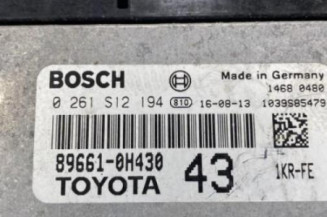 BOSCH Made in Germany
1468 0480
0 261 S12 194 810 16-08-13 1039S85479
89661-0H430
TOYOTA 43 1KR-FE